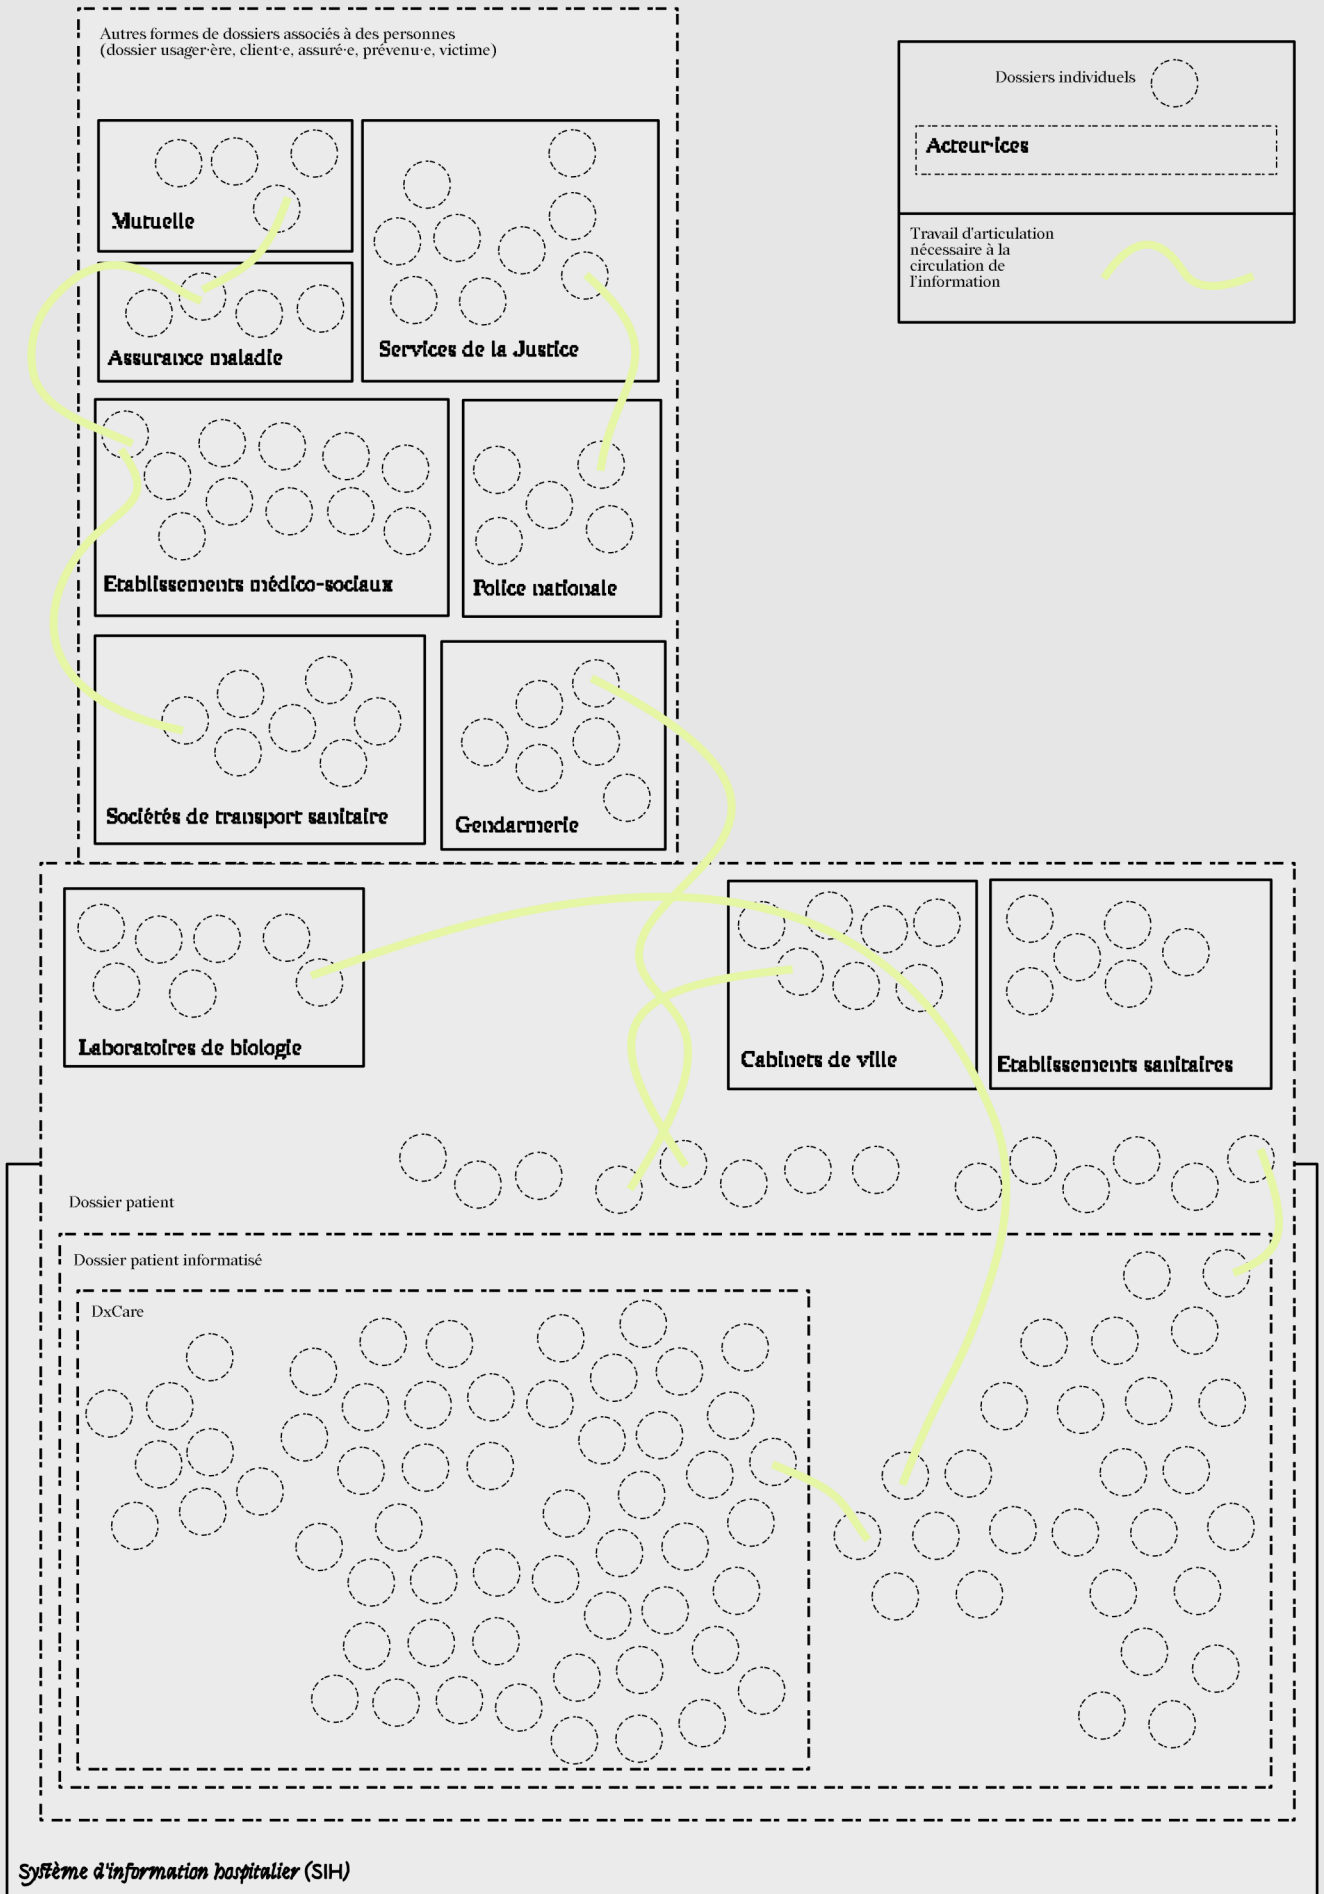 Autres formes de dossiers associés à des personnes
(dossier usager·ère, client·e, assuré·e, prévenu·e, victime)
Dossiers individuels
Acteur·ices
Travail d'articulation
nécessaire à la
circulation de
l'information
Mutuelle
Assurance maladie
Services de la Justice
Etablissements médico-sociaux
Police nationale
Sociétés de transport sanitaire
Gendarmerie
Laboratoires de biologie
Cabinets de ville
Etablissements sanitaires
Dossier patient
Dossier patient informatisé
DxCare
Système d'information hospitalier (SIH)